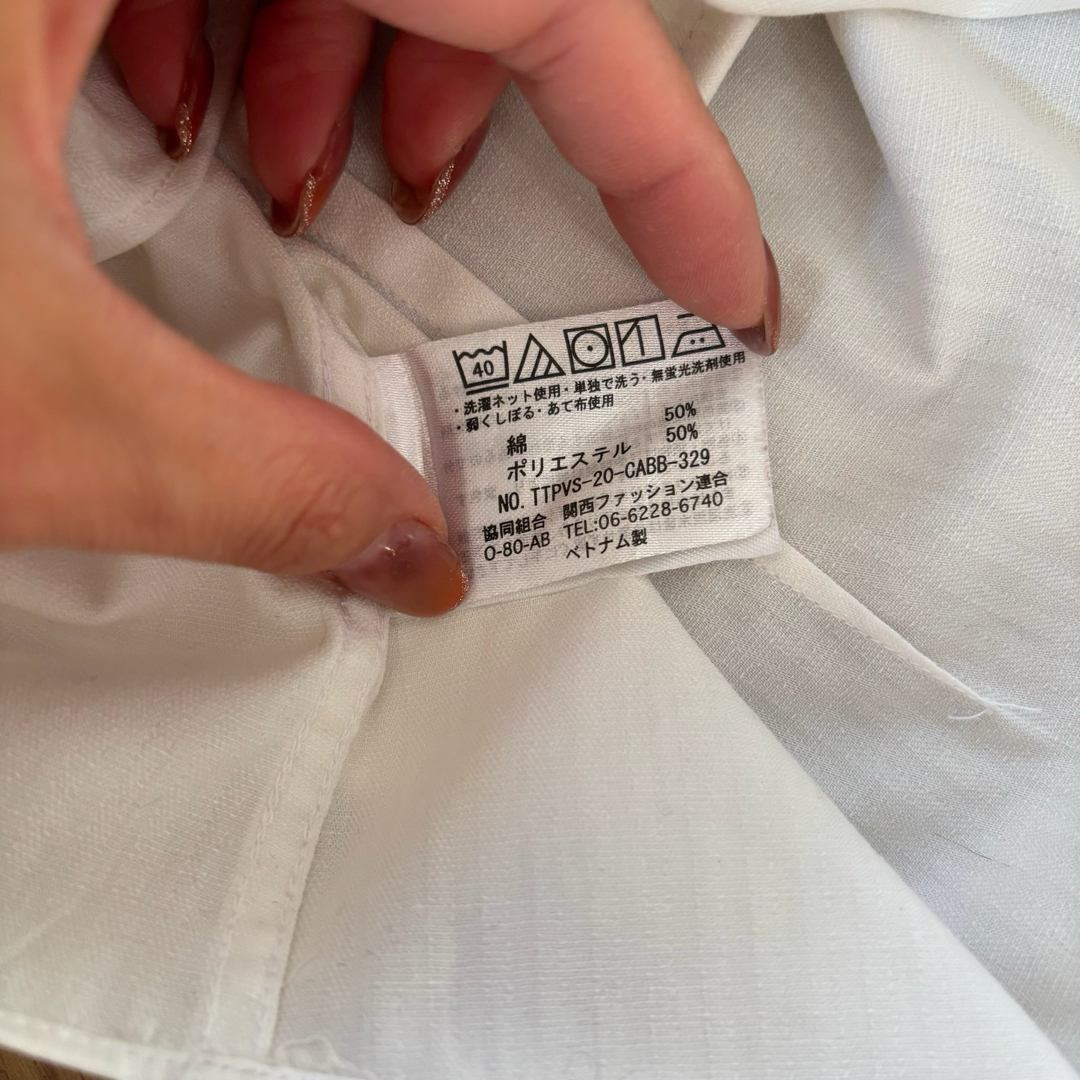 40
・洗濯ネット使用・単独で洗う・無蛍光洗剤使用
・弱くしぼる・あて布使用
綿 50%
ポリエステル 50%
NO.TTPVS-20-CABB-329
協同組合 関西ファッション連合
O-80-AB TEL:06-6228-6740
ベトナム製